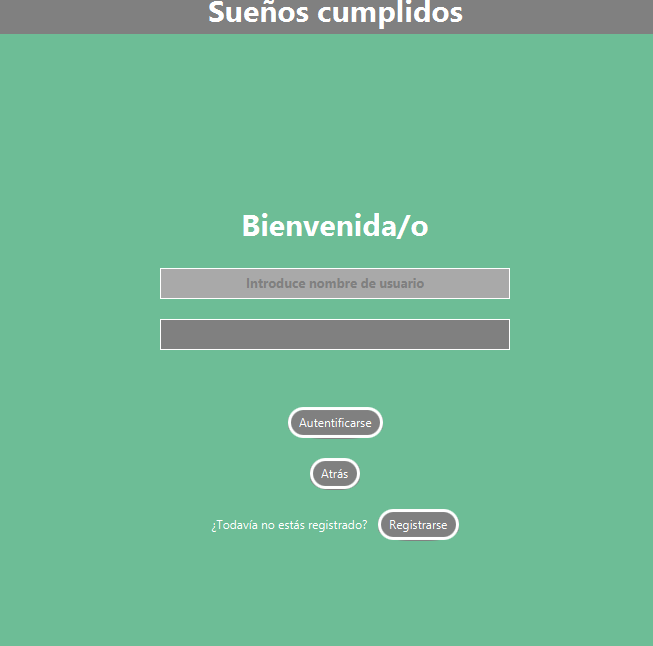 Sueños cumplidos
Bienvenida/o
Introduce nombre de usuario
Autentificarse
Atrás
¿Todavía no estás registrado? Registrarse